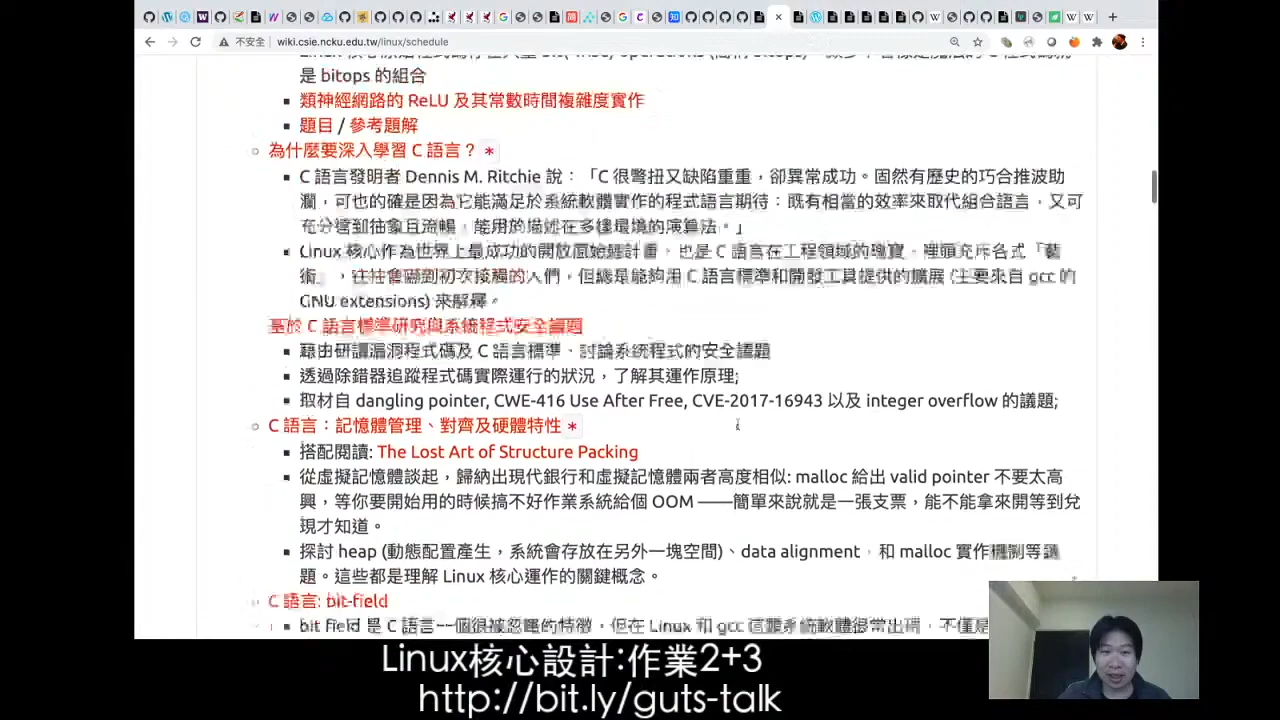 不安全 wiki.csie.ncku.edu.tw/linux/schedule
是 bitops 的組合
類神經網路的 ReLU 及其常數時間複雜度實作
題目 / 參考題解
為什麼要深入學習 C 語言？ *
C 語言發明者 Dennis M. Ritchie 說：「C 很彆扭又缺陷重重，卻異常成功。固然有歷史的巧合推波助
瀾，可也的確是因為它能滿足於系統軟體實作的程式語言期待：既有相當的效率來取代組合語言，又可
充分達到抽象且流暢，能用於描述在多樣環境的演算法。」
Linux 核心作為世界上最成功的開放原始碼計畫，也是 C 語言在工程領域的瑰寶，裡頭充斥各式「藝
術」，往往會嚇到初次接觸的人們，但總是能夠用 C 語言標準和開發工具提供的擴展 (主要來自 gcc 的
GNU extensions) 來解釋。
基於 C 語言標準研究與系統程式安全議題
藉由研讀漏洞程式碼及 C 語言標準，討論系統程式的安全議題
透過除錯器追蹤程式碼實際運行的狀況，了解其運作原理;
取材自 dangling pointer, CWE-416 Use After Free, CVE-2017-16943 以及 integer overflow 的議題;
C 語言：記憶體管理、對齊及硬體特性 *
搭配閱讀: The Lost Art of Structure Packing
從虛擬記憶體談起，歸納出現代銀行和虛擬記憶體兩者高度相似: malloc 給出 valid pointer 不要太高
興，等你要開始用的時候搞不好作業系統給個 OOM ——簡單來說就是一張支票，能不能拿來開等到兌
現才知道。
探討 heap (動態配置產生，系統會存放在另外一塊空間)、data alignment，和 malloc 實作機制等議
題。這些都是理解 Linux 核心運作的關鍵概念。
C 語言: bit-field
bit field 是 C 語言一個很被忽略的特徵，但在 Linux 和 gcc 這類系統軟體很常出現，不僅是
Linux核心設計:作業2+3
http://bit.ly/guts-talk